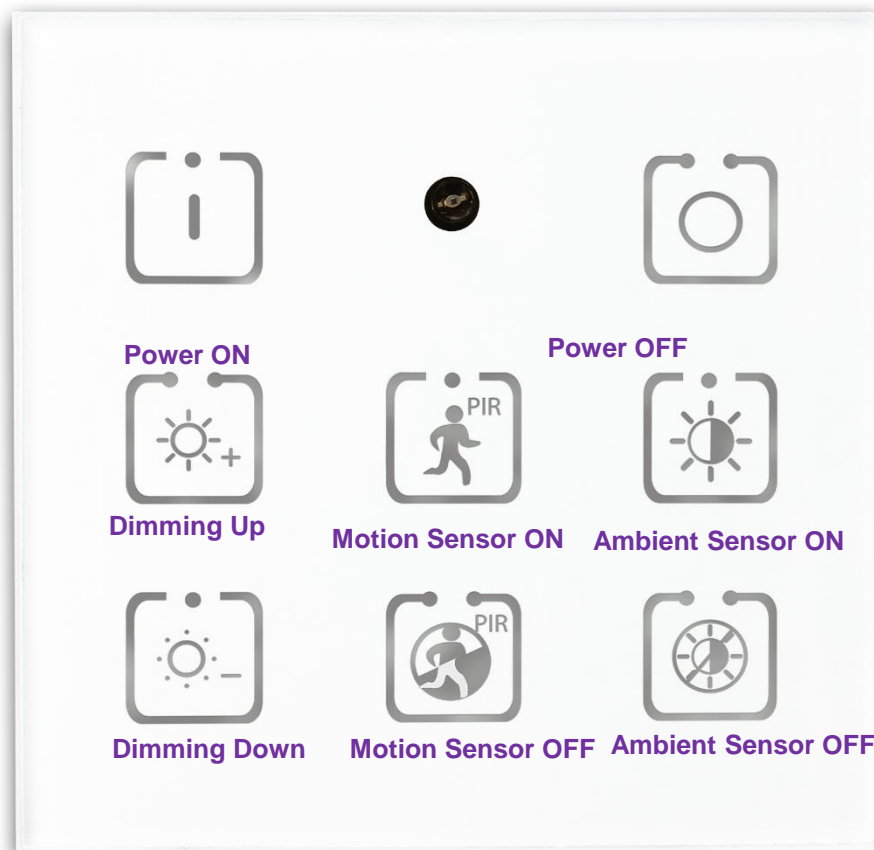 Power ON
Power OFF
Dimming Up
PIR
Motion Sensor ON
Ambient Sensor ON
Dimming Down
PIR
Motion Sensor OFF
Ambient Sensor OFF